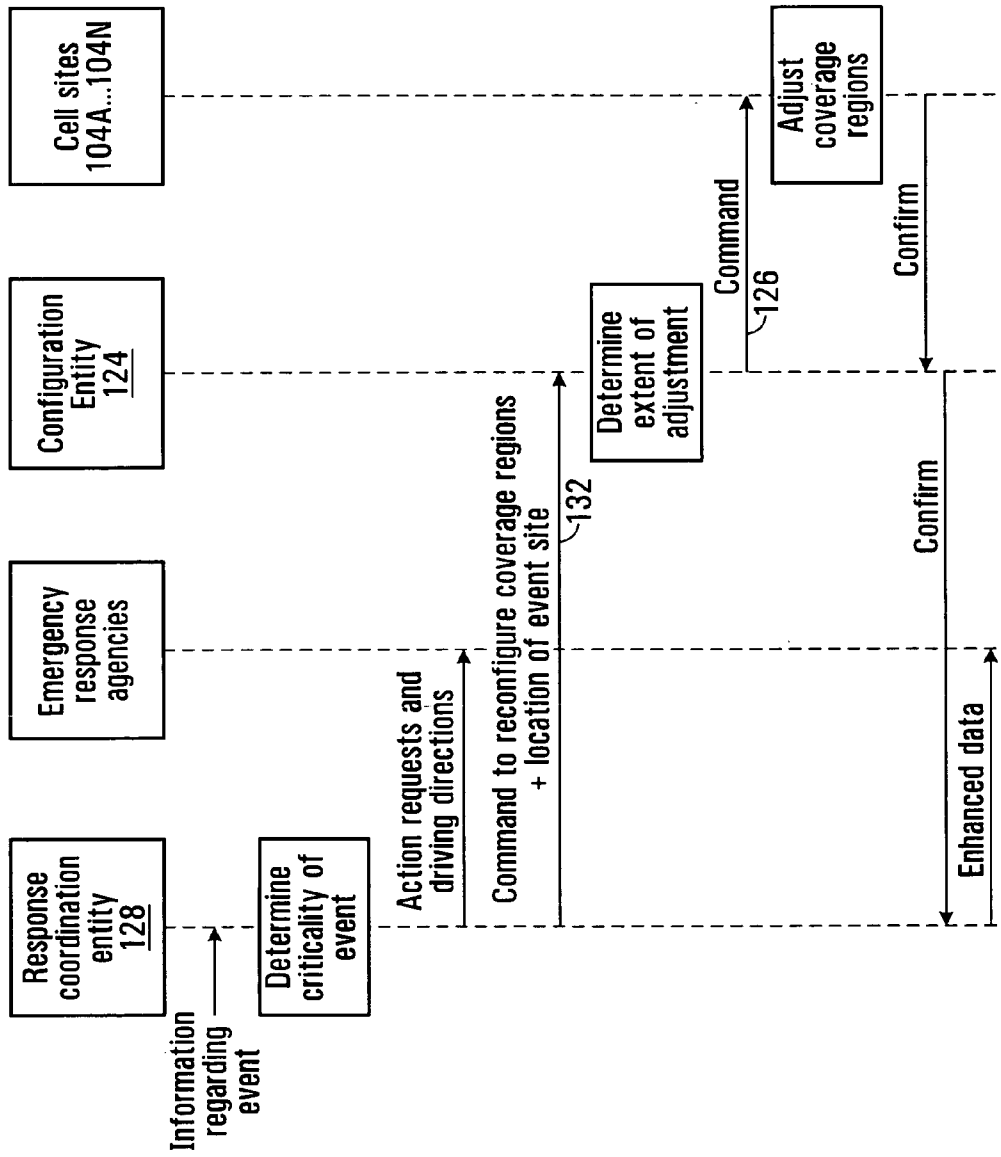 Response
coordination
entity
128
Emergency
response
agencies
Configuration
Entity
124
Cell sites
104A...104N
Information
regarding
event
Determine
criticality of
event
Action requests and
driving directions
Command to reconfigure coverage regions
+ location of event site
132
Determine
extent of
adjustment
Command
126
Adjust
coverage
regions
Confirm
Confirm
Enhanced data